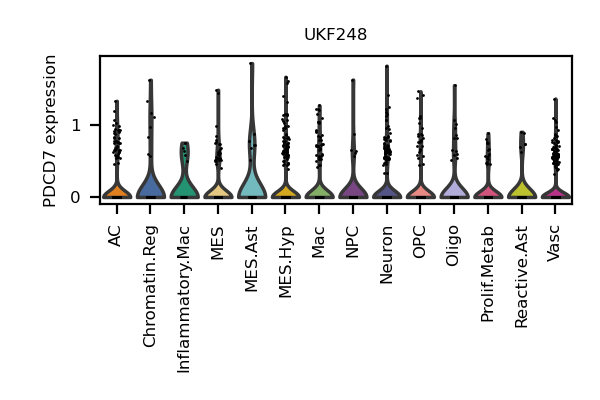 UKF248
PDCD7 expression
1
0
AC
Chromatin.Reg
Inflammatory.Mac
MES
MES.Ast
MES.Hyp
Mac
NPC
Neuron
OPC
Oligo
Prolif.Metab
Reactive.Ast
Vasc